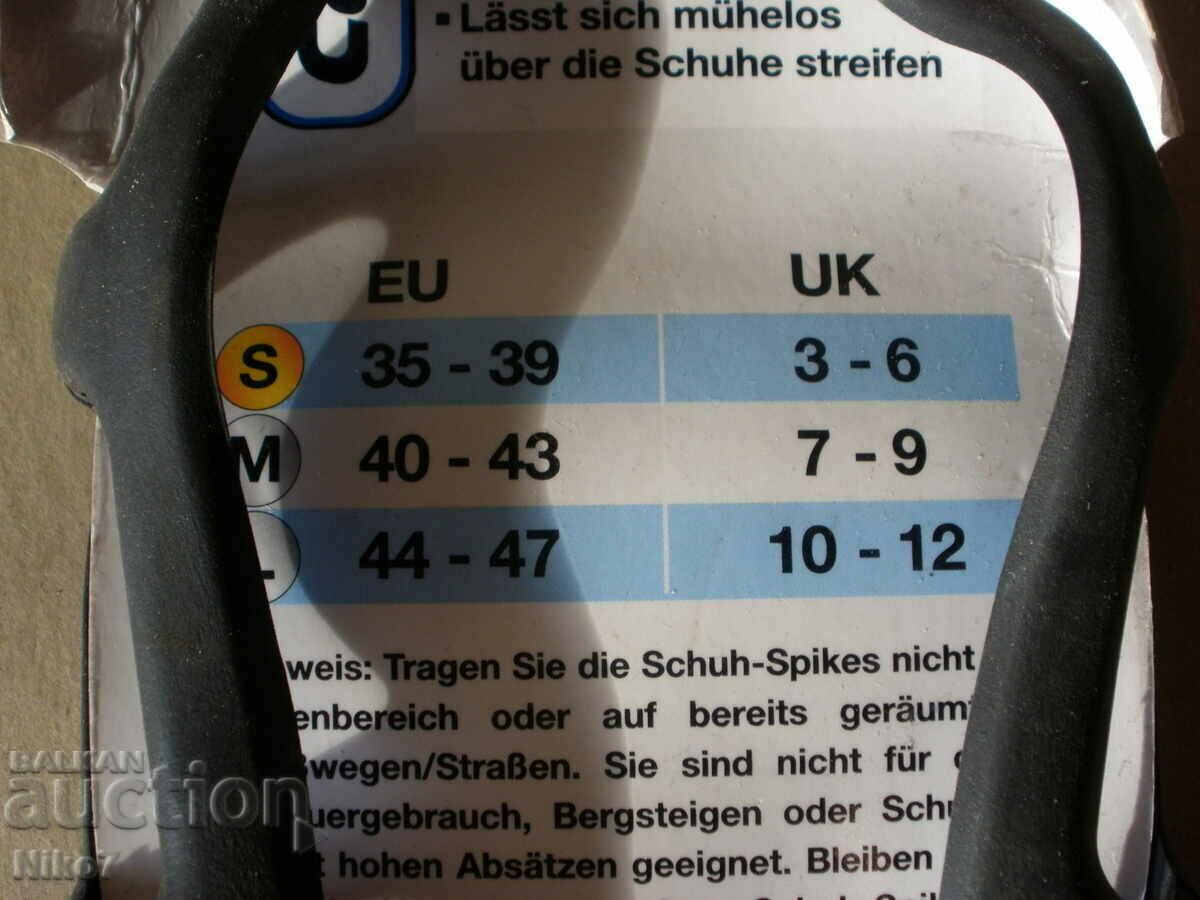 ▪ Lässt sich mühelos
über die Schuhe streifen
EU UK
S 35 - 39 3 - 6
M 40 - 43 7 - 9
44 - 47 10 - 12
weis: Tragen Sie die Schuh-Spikes nicht
enbereich oder auf bereits geräum
wegen/Straßen. Sie sind nicht für
uergebrauch, Bergsteigen oder Schu
hohen Absätzen geeignet. Bleiben
BALKAN
auction
Niko7